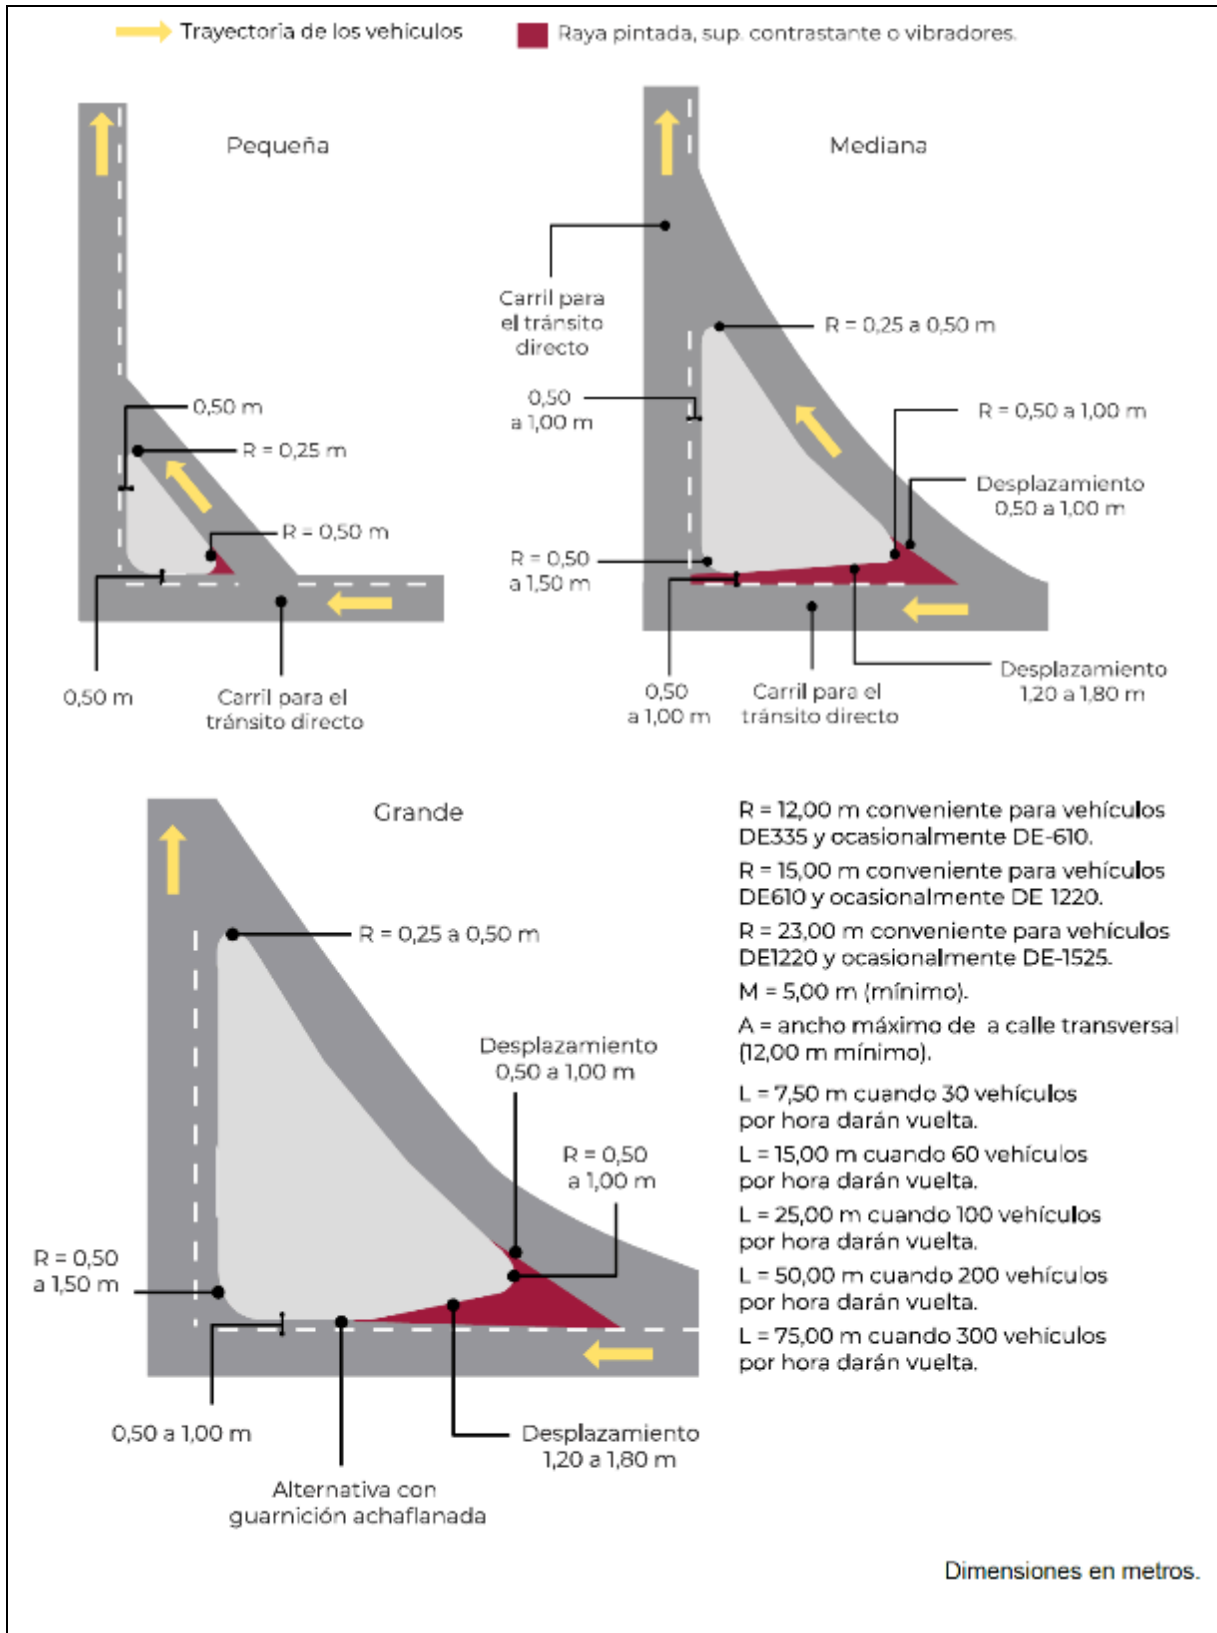 Trayectoria de los vehículos
Raya pintada, sup. contrastante o vibradores.
Pequeña
0,50 m
R = 0,25 m
R = 0,50 m
0,50 m
Carril para el
tránsito directo
Mediana
Carril para
el tránsito
directo
R = 0,25 a 0,50 m
0,50
a 1,00 m
R = 0,50 a 1,00 m
Desplazamiento
0,50 a 1,00 m
R = 0,50
a 1,50 m
0,50
a 1,00 m
Carril para el
tránsito directo
Desplazamiento
1,20 a 1,80 m
Grande
R = 0,25 a 0,50 m
Desplazamiento
0,50 a 1,00 m
R = 0,50
a 1,00 m
R = 0,50
a 1,50 m
0,50 a 1,00 m
Desplazamiento
1,20 a 1,80 m
Alternativa con
guarnición achaflanada
R = 12,00 m conveniente para vehículos
DE335 y ocasionalmente DE-610.
R = 15,00 m conveniente para vehículos
DE610 y ocasionalmente DE 1220.
R = 23,00 m conveniente para vehículos
DE1220 y ocasionalmente DE-1525.
M = 5,00 m (mínimo).
A = ancho máximo de a calle transversal
(12,00 m mínimo).
L = 7,50 m cuando 30 vehículos
por hora darán vuelta.
L = 15,00 m cuando 60 vehículos
por hora darán vuelta.
L = 25,00 m cuando 100 vehículos
por hora darán vuelta.
L = 50,00 m cuando 200 vehículos
por hora darán vuelta.
L = 75,00 m cuando 300 vehículos
por hora darán vuelta.
Dimensiones en metros.